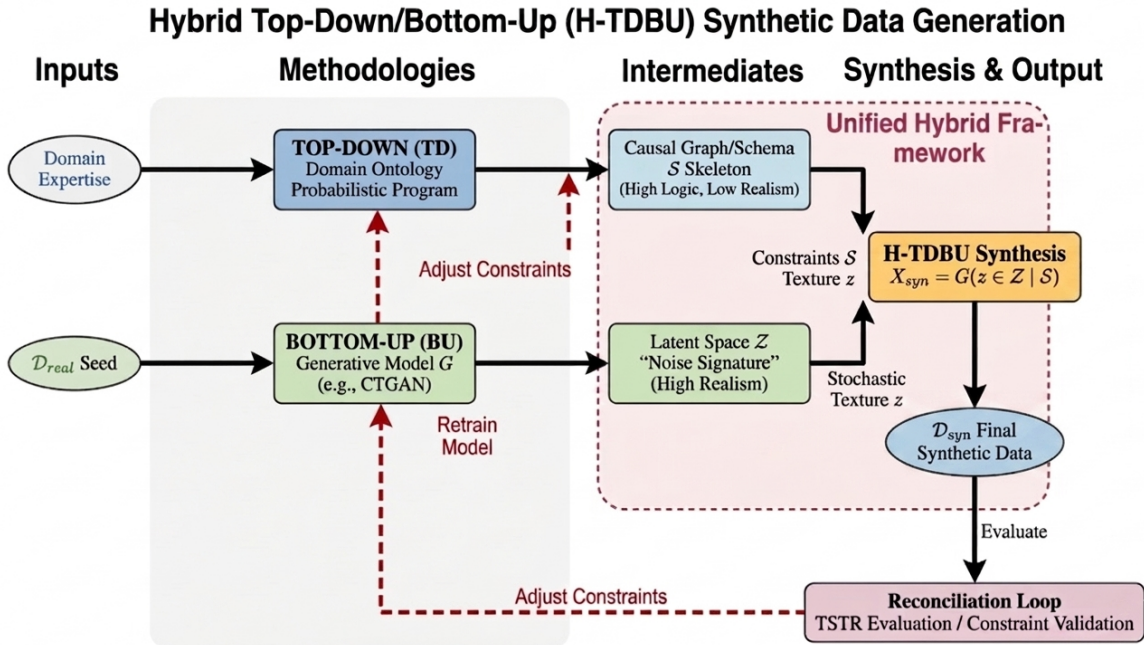 Hybrid Top-Down/Bottom-Up (H-TDBU) Synthetic Data Generation
Inputs
Methodologies
Intermediates
Synthesis & Output
Unified Hybrid Fra-
mework
Domain
Expertise
TOP-DOWN (TD)
Domain Ontology
Probabilistic Program
Causal Graph/Schema
𝒮 Skeleton
(High Logic, Low Realism)
Adjust Constraints
Constraints 𝒮
Texture z
H-TDBU Synthesis
X_syn = G(z ∈ 𝒵 | 𝒮)
𝒟_real Seed
BOTTOM-UP (BU)
Generative Model G
(e.g., CTGAN)
Latent Space 𝒵
“Noise Signature”
(High Realism)
Stochastic
Texture z
Retrain
Model
𝒟_syn Final
Synthetic Data
Evaluate
Adjust Constraints
Reconciliation Loop
TSTR Evaluation / Constraint Validation